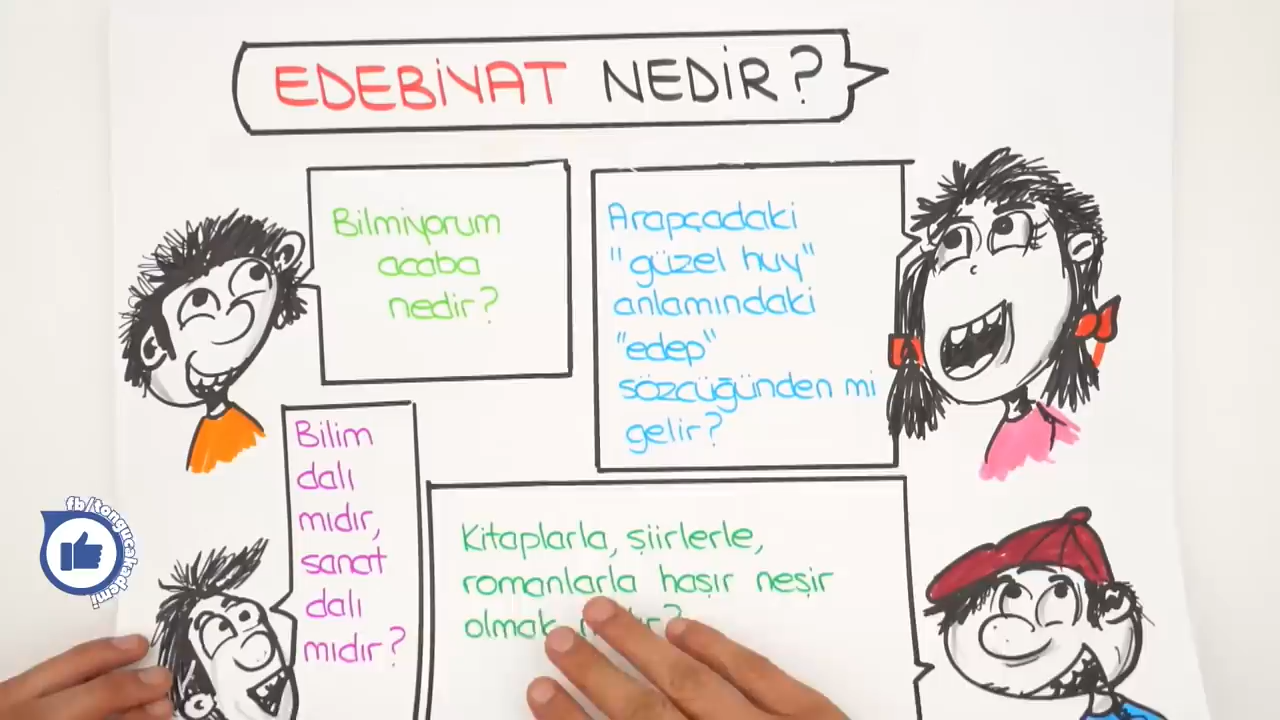 EDEBİYAT NEDİR?
Bilmiyorum
acaba
nedir?
Arapçadaki
"güzel huy"
anlamındaki
"edep"
sözcüğünden mi
gelir?
Bilim
dalı
mıdır,
sanat
dalı
mıdır?
Kitaplarla, şiirlerle,
romanlarla haşır neşir
olmak
fb/tongucakademi